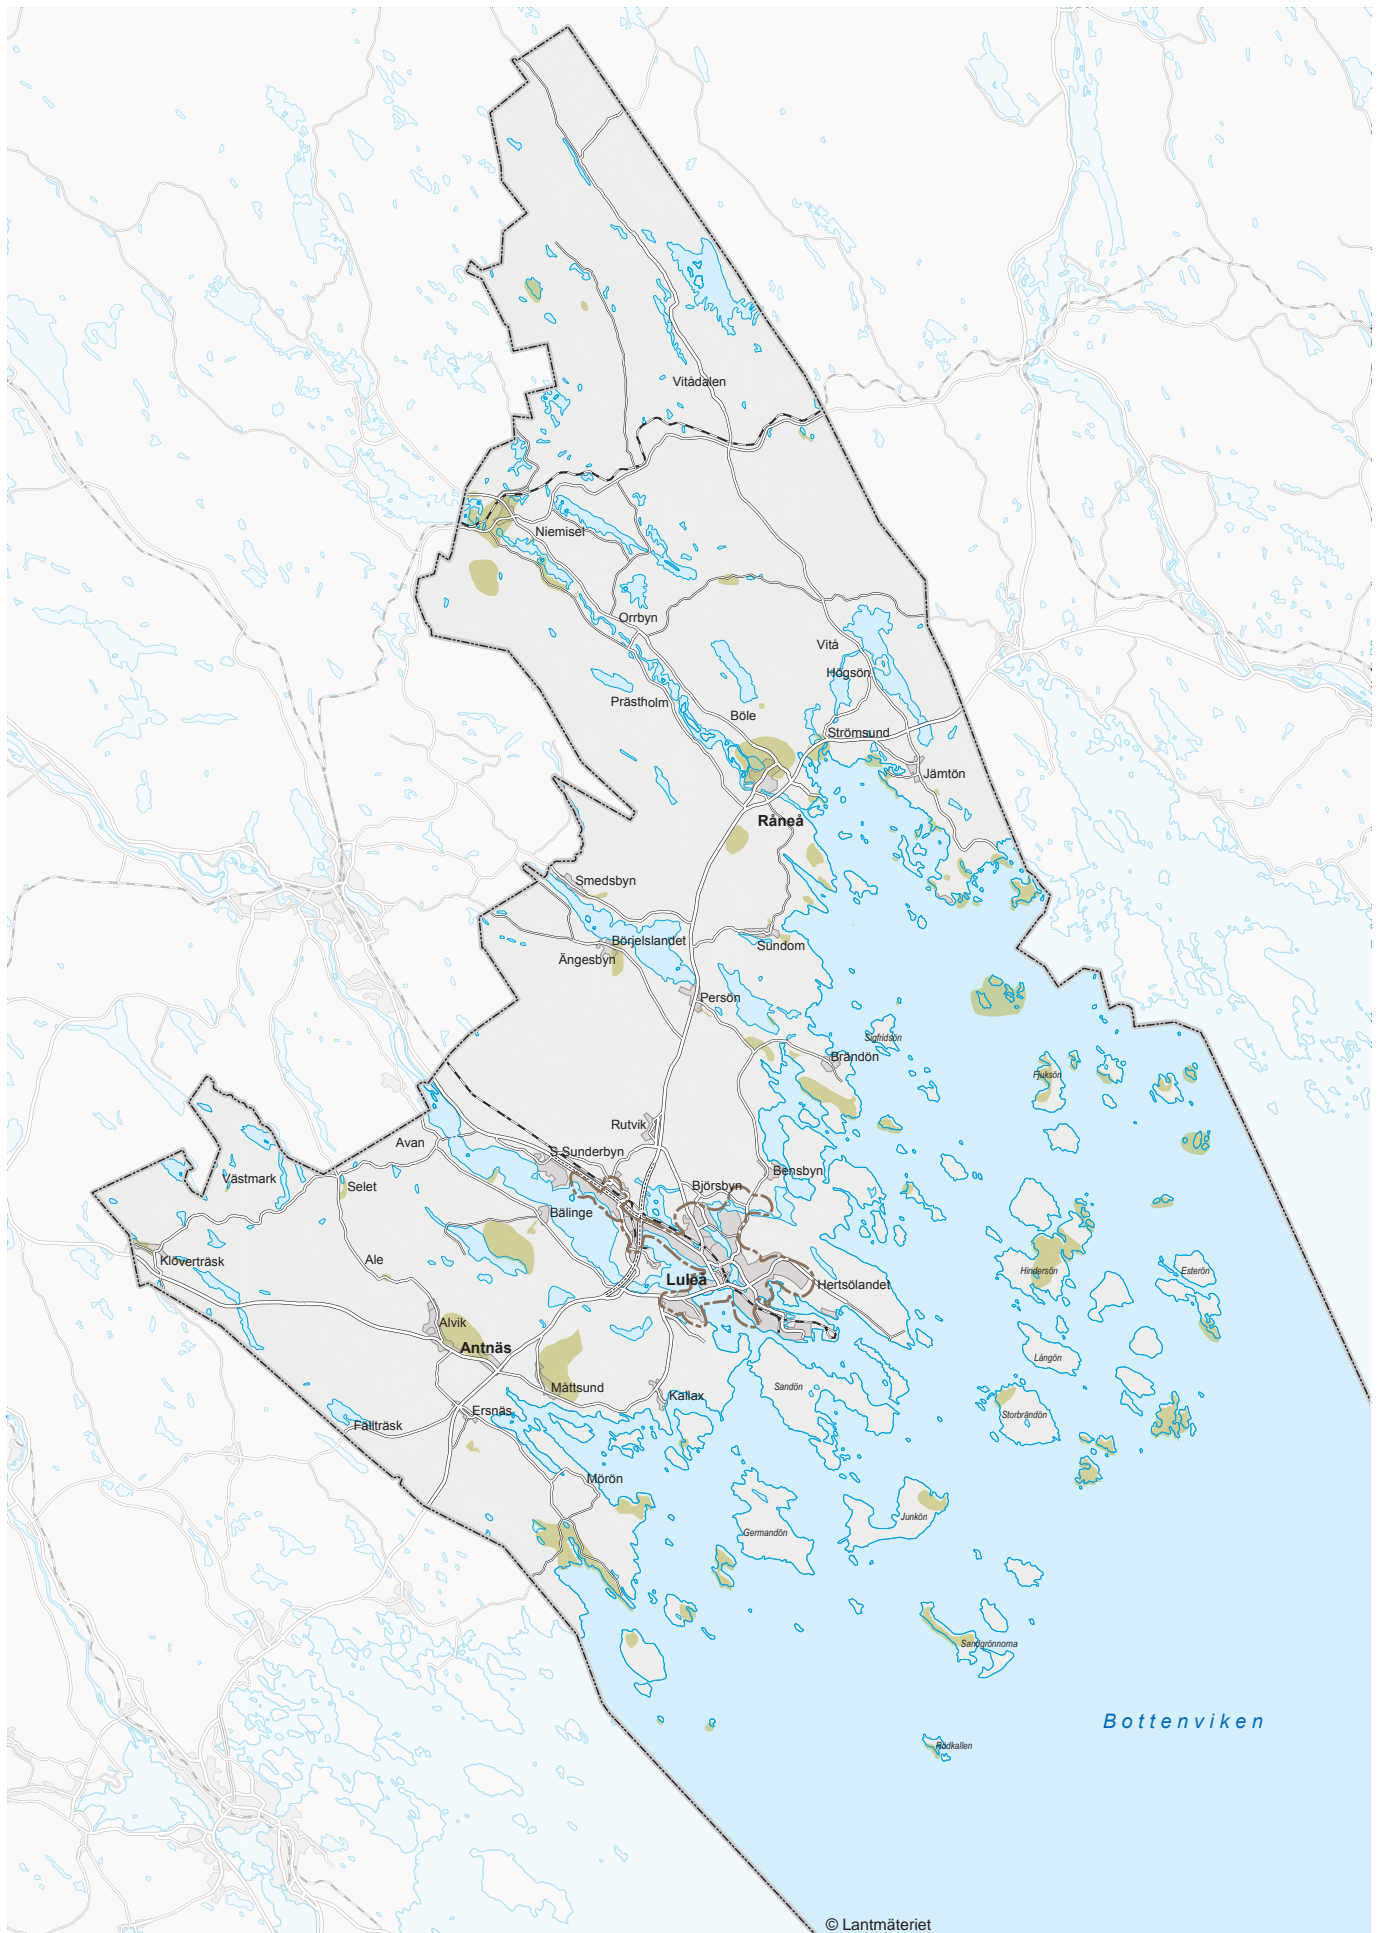 Vitådalen
Niemisel
Orrbyn
Vitå
Högsön
Prästholm
Böle
Strömsund
Jämtön
Råneå
Smedsbyn
Börjelslandet
Sundom
Ängesbyn
Persön
Sigfridsön
Brändön
Fjuksön
Rutvik
Avan
S Sunderbyn
Bensbyn
Västmark
Selet
Björsbyn
Bälinge
Klöverträsk
Ale
Luleå
Hertsölandet
Hindersön
Esterön
Alvik
Antnäs
Långön
Måttsund
Kallax
Sandön
Ersnäs
Storbrändön
Fällträsk
Mörön
Junkön
Germandön
Sandgrönnorna
Bottenviken
Rödkallen
© Lantmäteriet